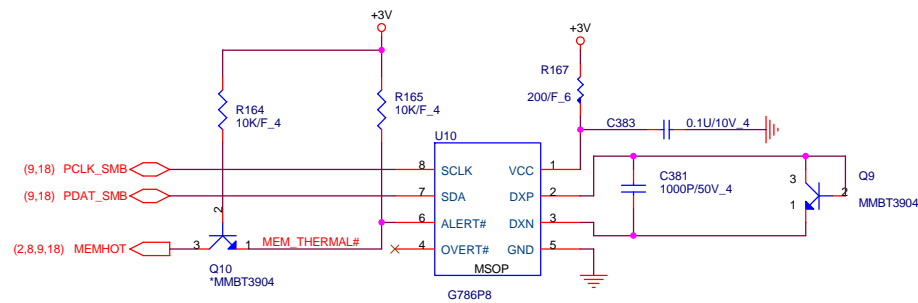 +3V
+3V
R167
200/F_6
R164
10K/F_4
R165
10K/F_4
C383
0.1U/10V_4
U10
(9,18) PCLK_SMB
8
SCLK
VCC
1
(9,18) PDAT_SMB
7
SDA
DXP
2
C381
1000P/50V_4
3
2
1
Q9
MMBT3904
6
ALERT#
DXN
3
2
(2,8,9,18) MEMHOT
3
1
MEM_THERMAL#
4
OVERT#
GND
5
MSOP
Q10
*MMBT3904
G786P8